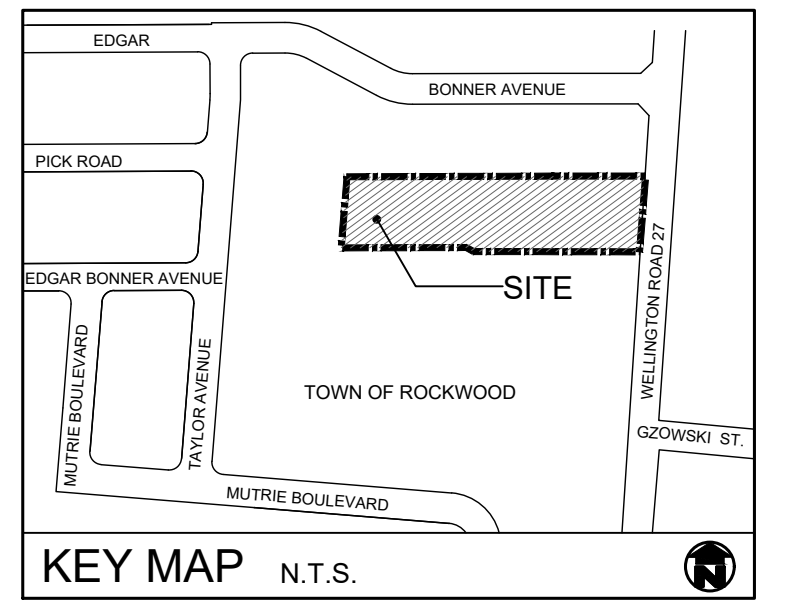 EDGAR
BONNER AVENUE
PICK ROAD
EDGAR BONNER AVENUE
SITE
WELLINGTON ROAD 27
MUTRIE BOULEVARD
TAYLOR AVENUE
TOWN OF ROCKWOOD
GZOWSKI ST.
MUTRIE BOULEVARD
KEY MAP N.T.S.
N